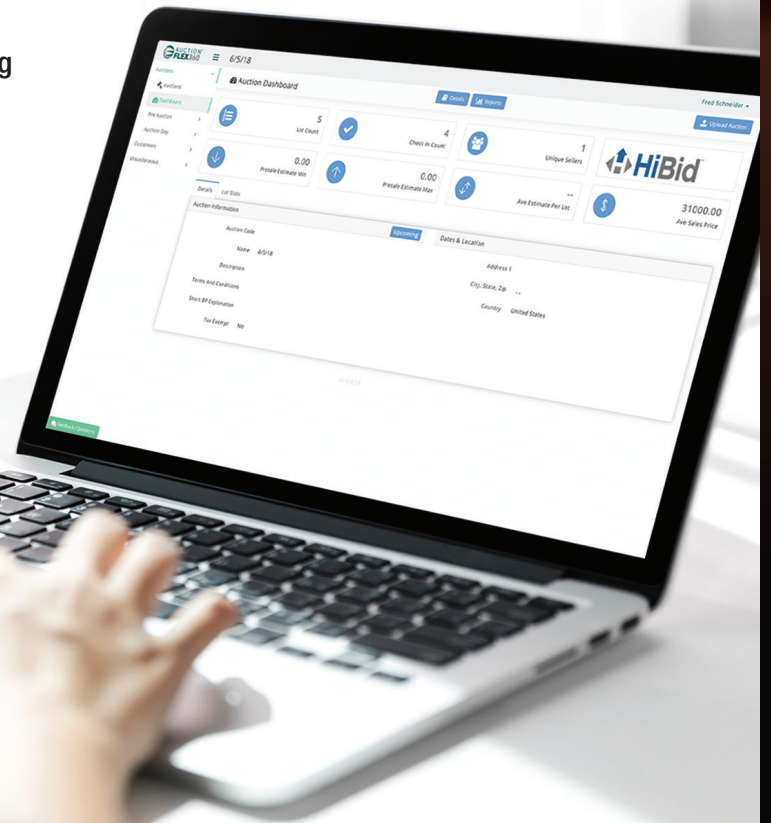 g
AUCTION
FLEX360
6/5/18
Fred Schneider
Auctions
Auction Dashboard
Details
Reports
Upload Auction
Auctions
Dashboard
Pre Auction
Auction Day
Customers
Miscellaneous
5
Lot Count
4
Check In Count
1
Unique Sellers
HiBid
0.00
Presale Estimate Min
0.00
Presale Estimate Max
--
Ave Estimate Per Lot
31000.00
Ave Sales Price
Details
Lot Stats
Auction Information
Upcoming
Dates & Location
Auction Code
Name 6/5/18
Description
Terms And Conditions
Short BP Explanation
Tax Exempt No
Address 1
City, State, Zip , ,
Country United States
Feedback / Questions